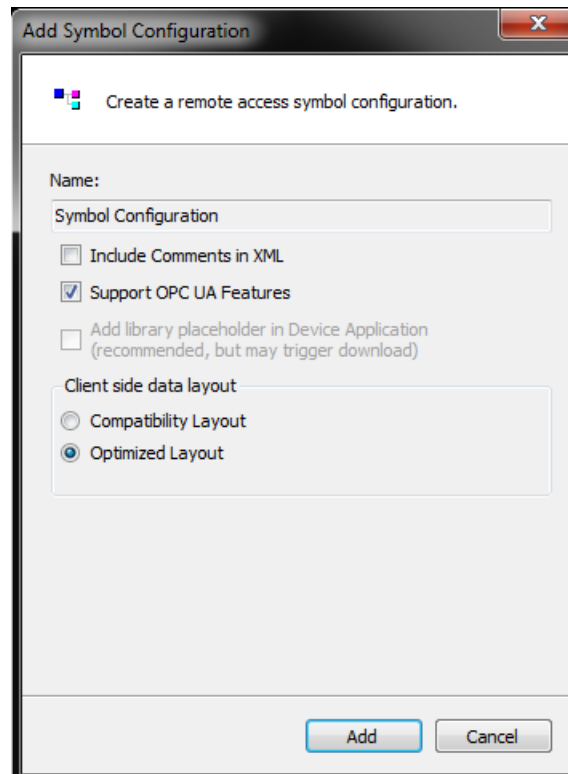 Add Symbol Configuration
Create a remote access symbol configuration.
Name:
Symbol Configuration
Include Comments in XML
Support OPC UA Features
Add library placeholder in Device Application
(recommended, but may trigger download)
Client side data layout
Compatibility Layout
Optimized Layout
Add
Cancel